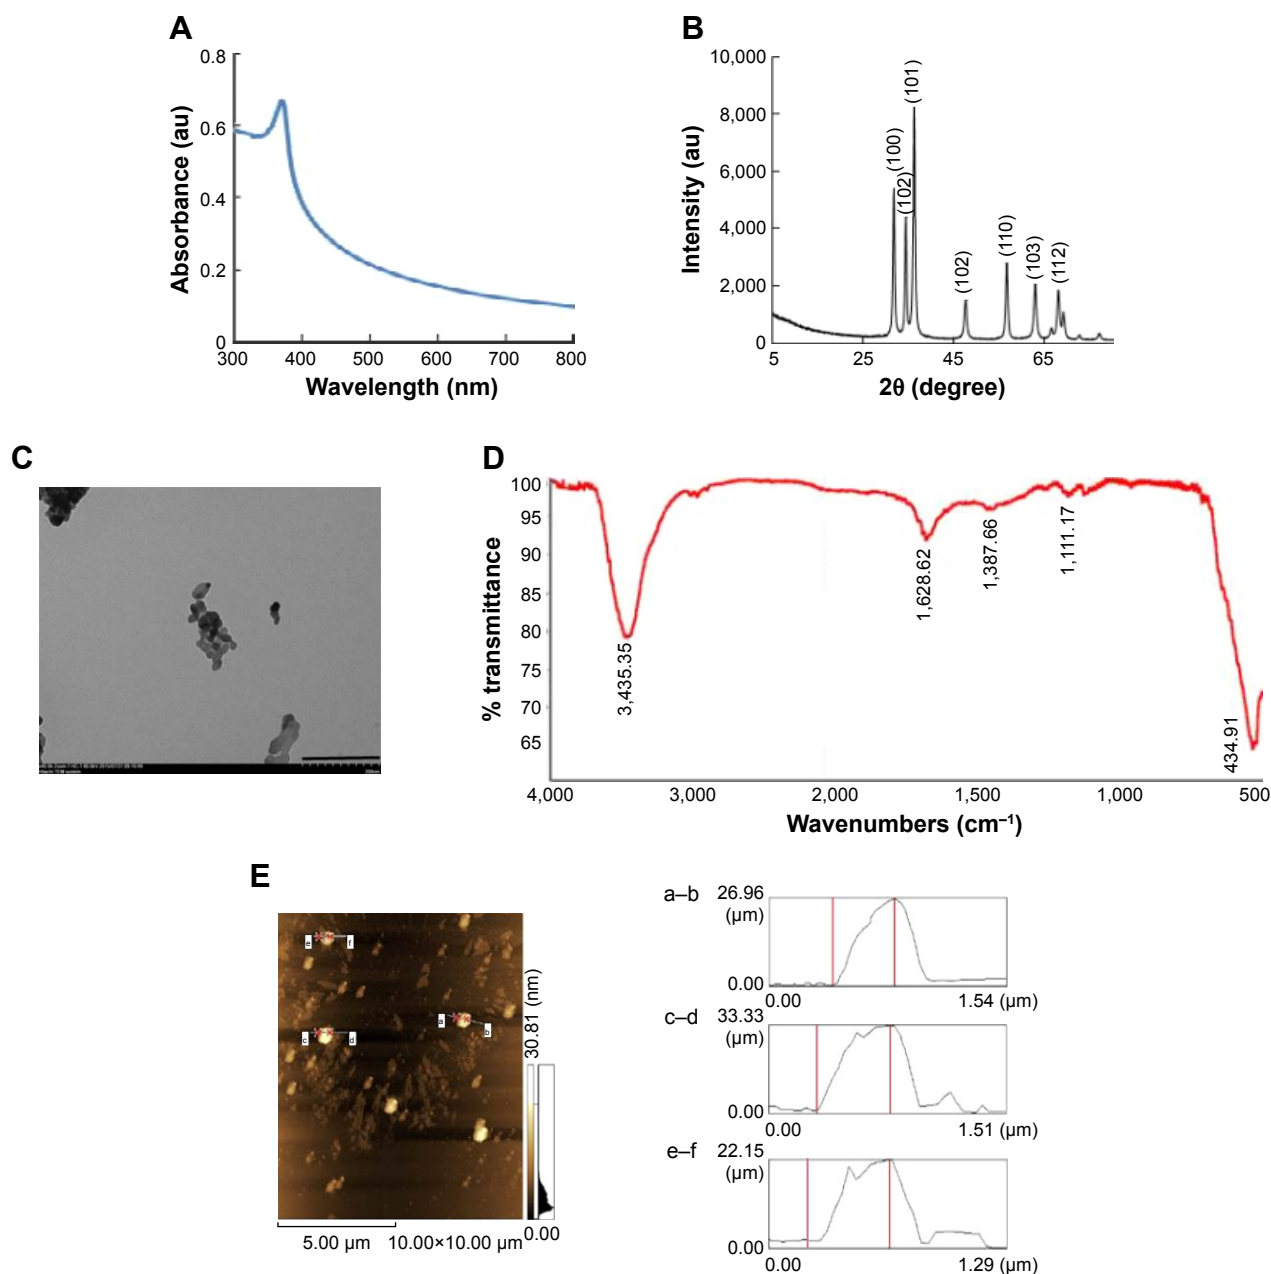 A
Absorbance (au)
0.8
0.6
0.4
0.2
0
300 400 500 600 700 800
Wavelength (nm)
B
Intensity (au)
10,000
8,000
6,000
4,000
2,000
0
(100)
(102)
(101)
(102)
(110)
(103)
(112)
5 25 45 65
2θ (degree)
C
D
% transmittance
100
95
90
85
80
75
70
65
3,435.35
1,628.62
1,387.66
1,111.17
434.91
4,000 3,000 2,000 1,500 1,000 500
Wavenumbers (cm⁻¹)
E
e f
a b
c d
30.81 (nm)
0.00
5.00 µm 10.00×10.00 µm
a–b 26.96
(µm)
0.00
0.00 1.54 (µm)
c–d 33.33
(µm)
0.00
0.00 1.51 (µm)
e–f 22.15
(µm)
0.00
0.00 1.29 (µm)